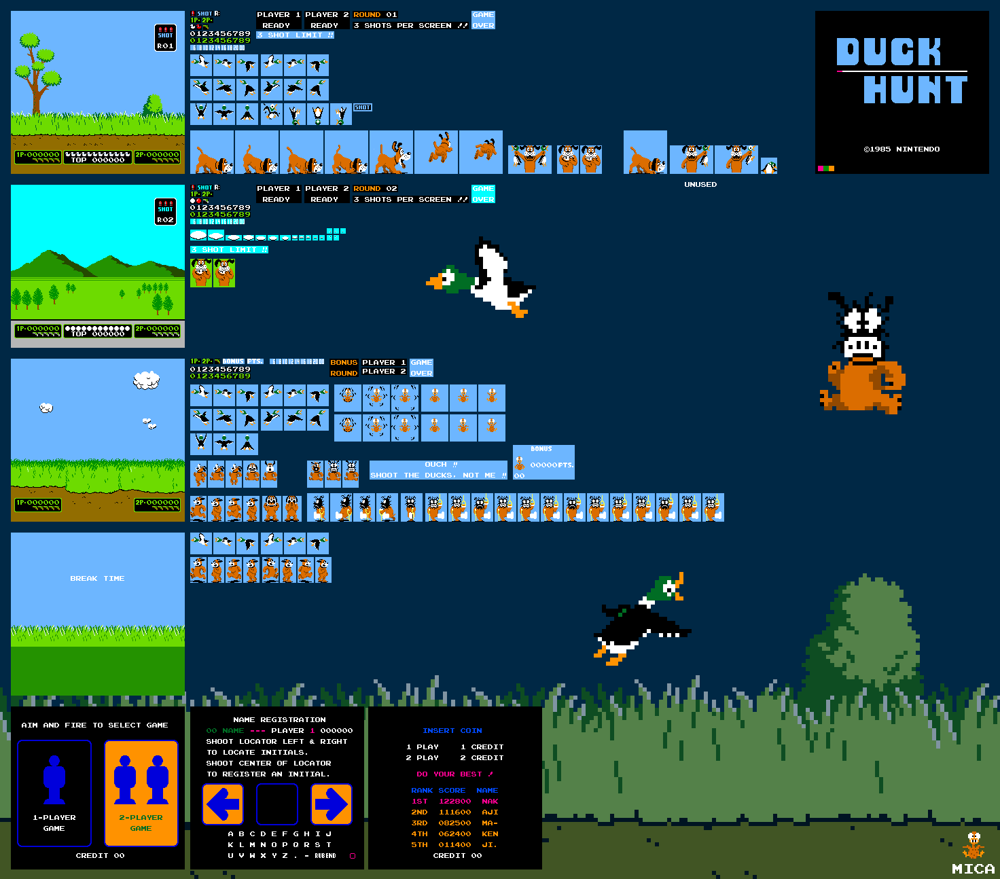 SHOT R:
1P· 2P·
0123456789
0123456789
PLAYER 1
READY
PLAYER 2
READY
ROUND 01
3 SHOTS PER SCREEN !!
GAME
OVER
3 SHOT LIMIT !!
SHOT
R:01
1P·000000
TOP 000000
2P·000000
SHOT
DUCK
HUNT
©1985 NINTENDO
UNUSED
SHOT R:
1P· 2P·
0123456789
0123456789
PLAYER 1
READY
PLAYER 2
READY
ROUND 02
3 SHOTS PER SCREEN !!
GAME
OVER
3 SHOT LIMIT !!
SHOT
R:02
1P·000000
TOP 000000
2P·000000
1P· 2P· BONUS PTS.
0123456789
0123456789
BONUS
ROUND
PLAYER 1
PLAYER 2
GAME
OVER
OUCH !!
SHOOT THE DUCKS, NOT ME !!
BONUS
00000PTS.
00
1P·000000
2P·000000
BREAK TIME
AIM AND FIRE TO SELECT GAME
1-PLAYER
GAME
2-PLAYER
GAME
CREDIT 00
NAME REGISTRATION
00 NAME --- PLAYER 1 000000
SHOOT LOCATOR LEFT & RIGHT
TO LOCATE INITIALS.
SHOOT CENTER OF LOCATOR
TO REGISTER AN INITIAL.
A B C D E F G H I J
K L M N O P Q R S T
U V W X Y Z . - RUB END
INSERT COIN
1 PLAY 1 CREDIT
2 PLAY 2 CREDIT
DO YOUR BEST !
RANK SCORE NAME
1ST 122800 NAK
2ND 111600 AJI
3RD 082500 MA-
4TH 062400 KEN
5TH 011400 JI.
CREDIT 00
MICA